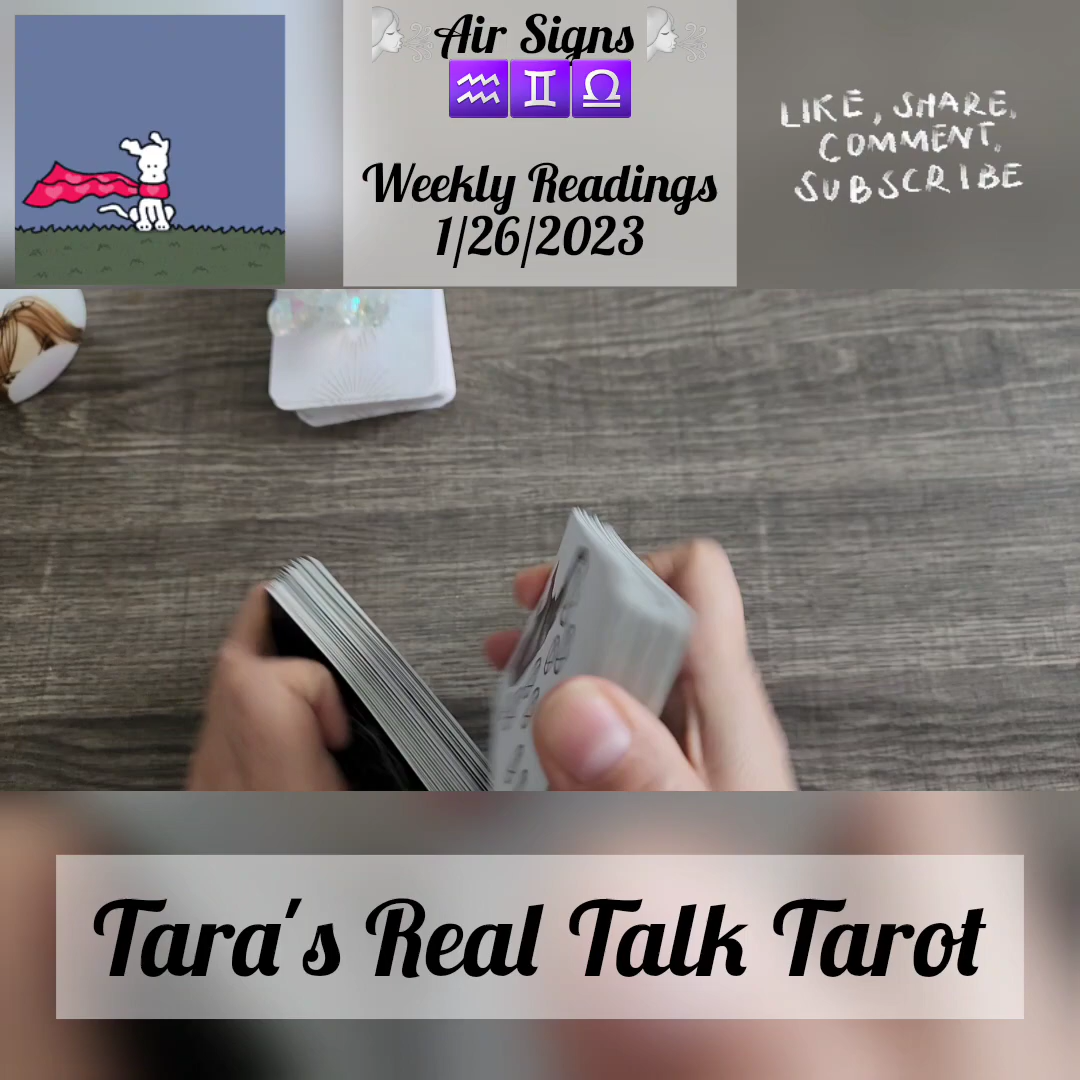 🌬️ Air Signs 🌬️
♒♊♎
Weekly Readings
1/26/2023
LIKE, SHARE,
COMMENT,
SUBSCRIBE
Tara's Real Talk Tarot